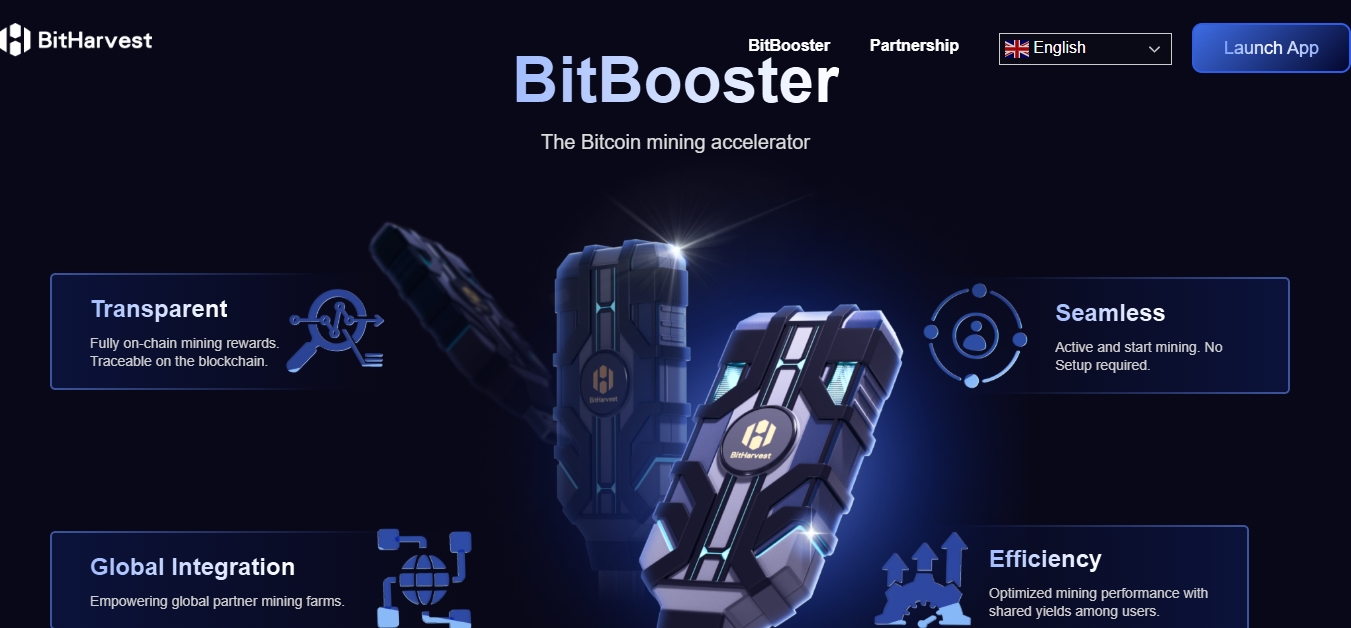 BitHarvest
BitBooster
Partnership
English
Launch App
BitBooster
The Bitcoin mining accelerator
Transparent
Fully on-chain mining rewards.
Traceable on the blockchain.
Seamless
Active and start mining. No
Setup required.
BitHarvest
BitHarvest
Global Integration
Empowering global partner mining farms.
Efficiency
Optimized mining performance with
shared yields among users.